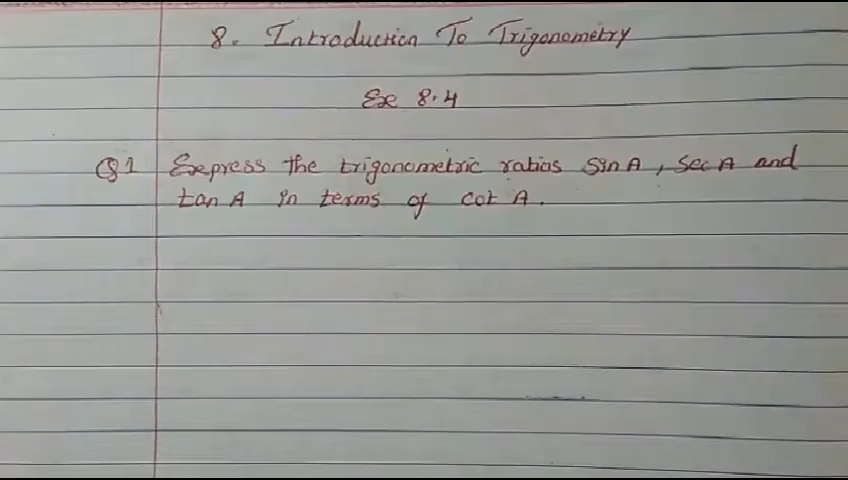 8. Introduction To Trigonometry
Ex 8.4
Q1 Express the trigonometric ratios sin A, sec A and
tan A in terms of cot A.